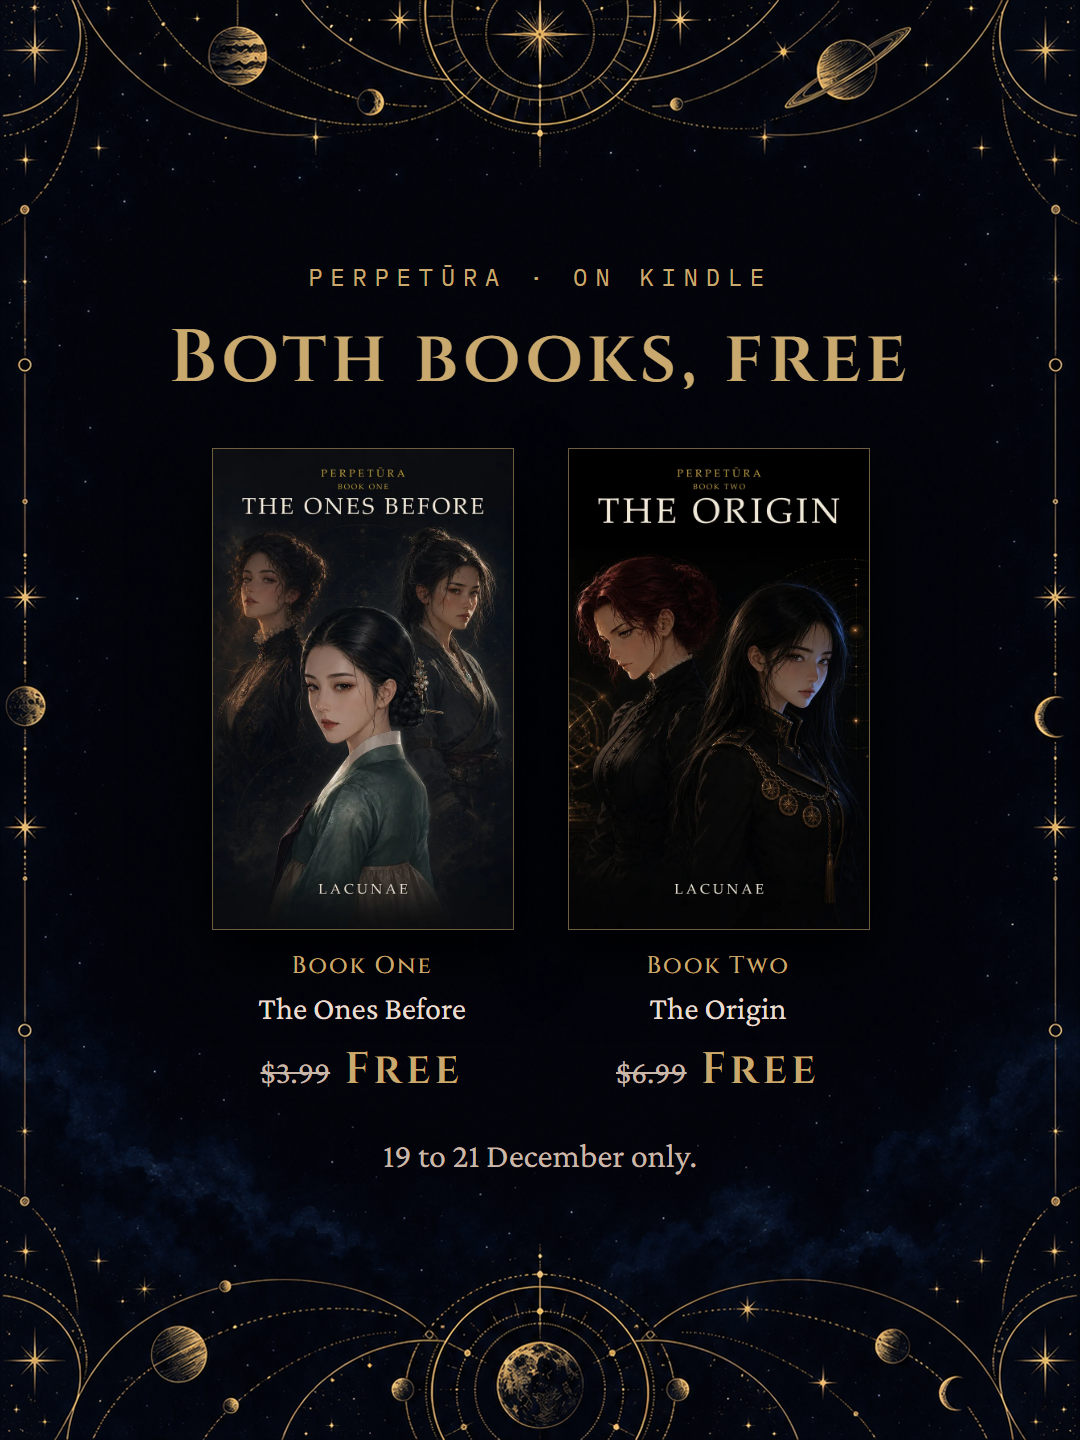 PERPETŪRA · ON KINDLE
BOTH BOOKS, FREE
PERPETŪRA
BOOK ONE
THE ONES BEFORE
LACUNAE
PERPETŪRA
BOOK TWO
THE ORIGIN
LACUNAE
BOOK ONE
The Ones Before
$3.99 FREE
BOOK TWO
The Origin
$6.99 FREE
19 to 21 December only.